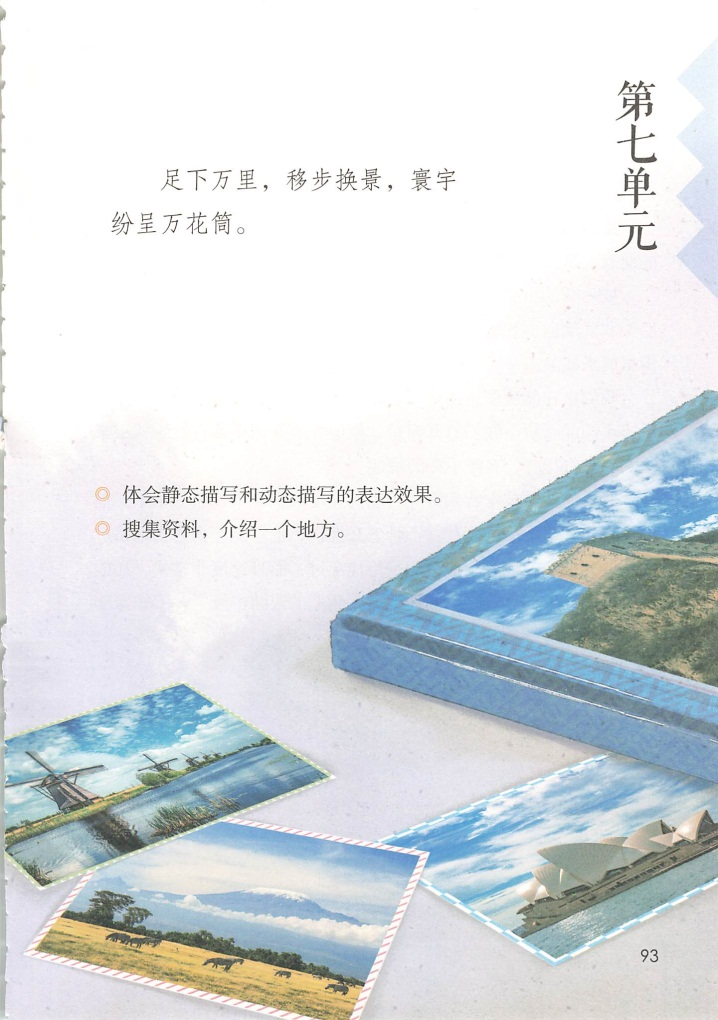 第七单元
足下万里，移步换景，寰宇
纷呈万花筒。
体会静态描写和动态描写的表达效果。
搜集资料，介绍一个地方。
93